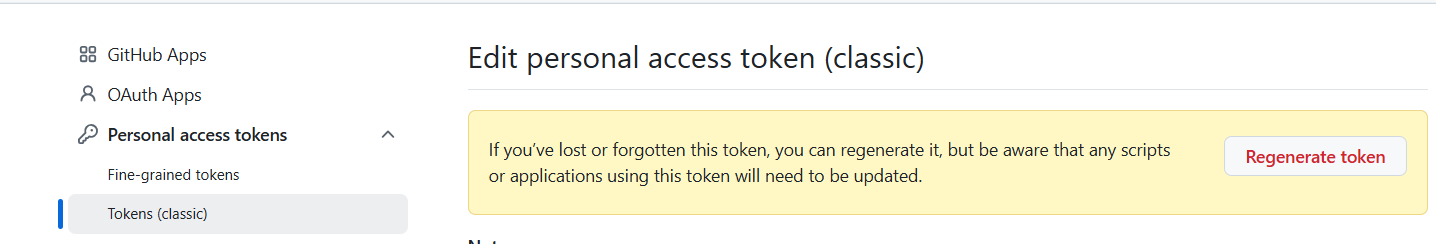 GitHub Apps
OAuth Apps
Personal access tokens
Fine-grained tokens
Tokens (classic)
Edit personal access token (classic)
If you've lost or forgotten this token, you can regenerate it, but be aware that any scripts
or applications using this token will need to be updated.
Regenerate token